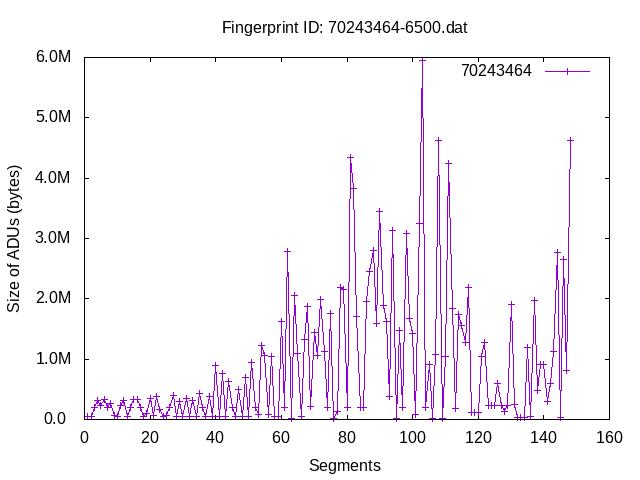 Fingerprint ID: 70243464-6500.dat
70243464
6.0M
5.0M
4.0M
3.0M
2.0M
1.0M
0.0
Size of ADUs (bytes)
0 20 40 60 80 100 120 140 160
Segments